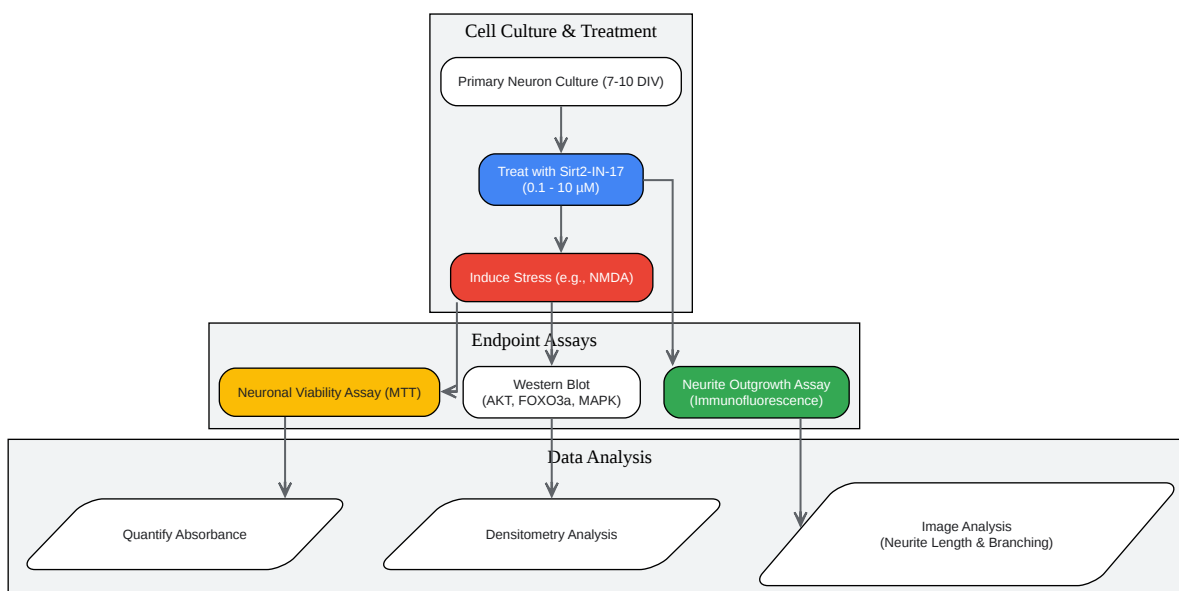 Cell Culture & Treatment
Primary Neuron Culture (7-10 DIV)
Treat with Sirt2-IN-17
(0.1 - 10 µM)
Induce Stress (e.g., NMDA)
Endpoint Assays
Neuronal Viability Assay (MTT)
Western Blot
(AKT, FOXO3a, MAPK)
Neurite Outgrowth Assay
(Immunofluorescence)
Data Analysis
Quantify Absorbance
Densitometry Analysis
Image Analysis
(Neurite Length & Branching)